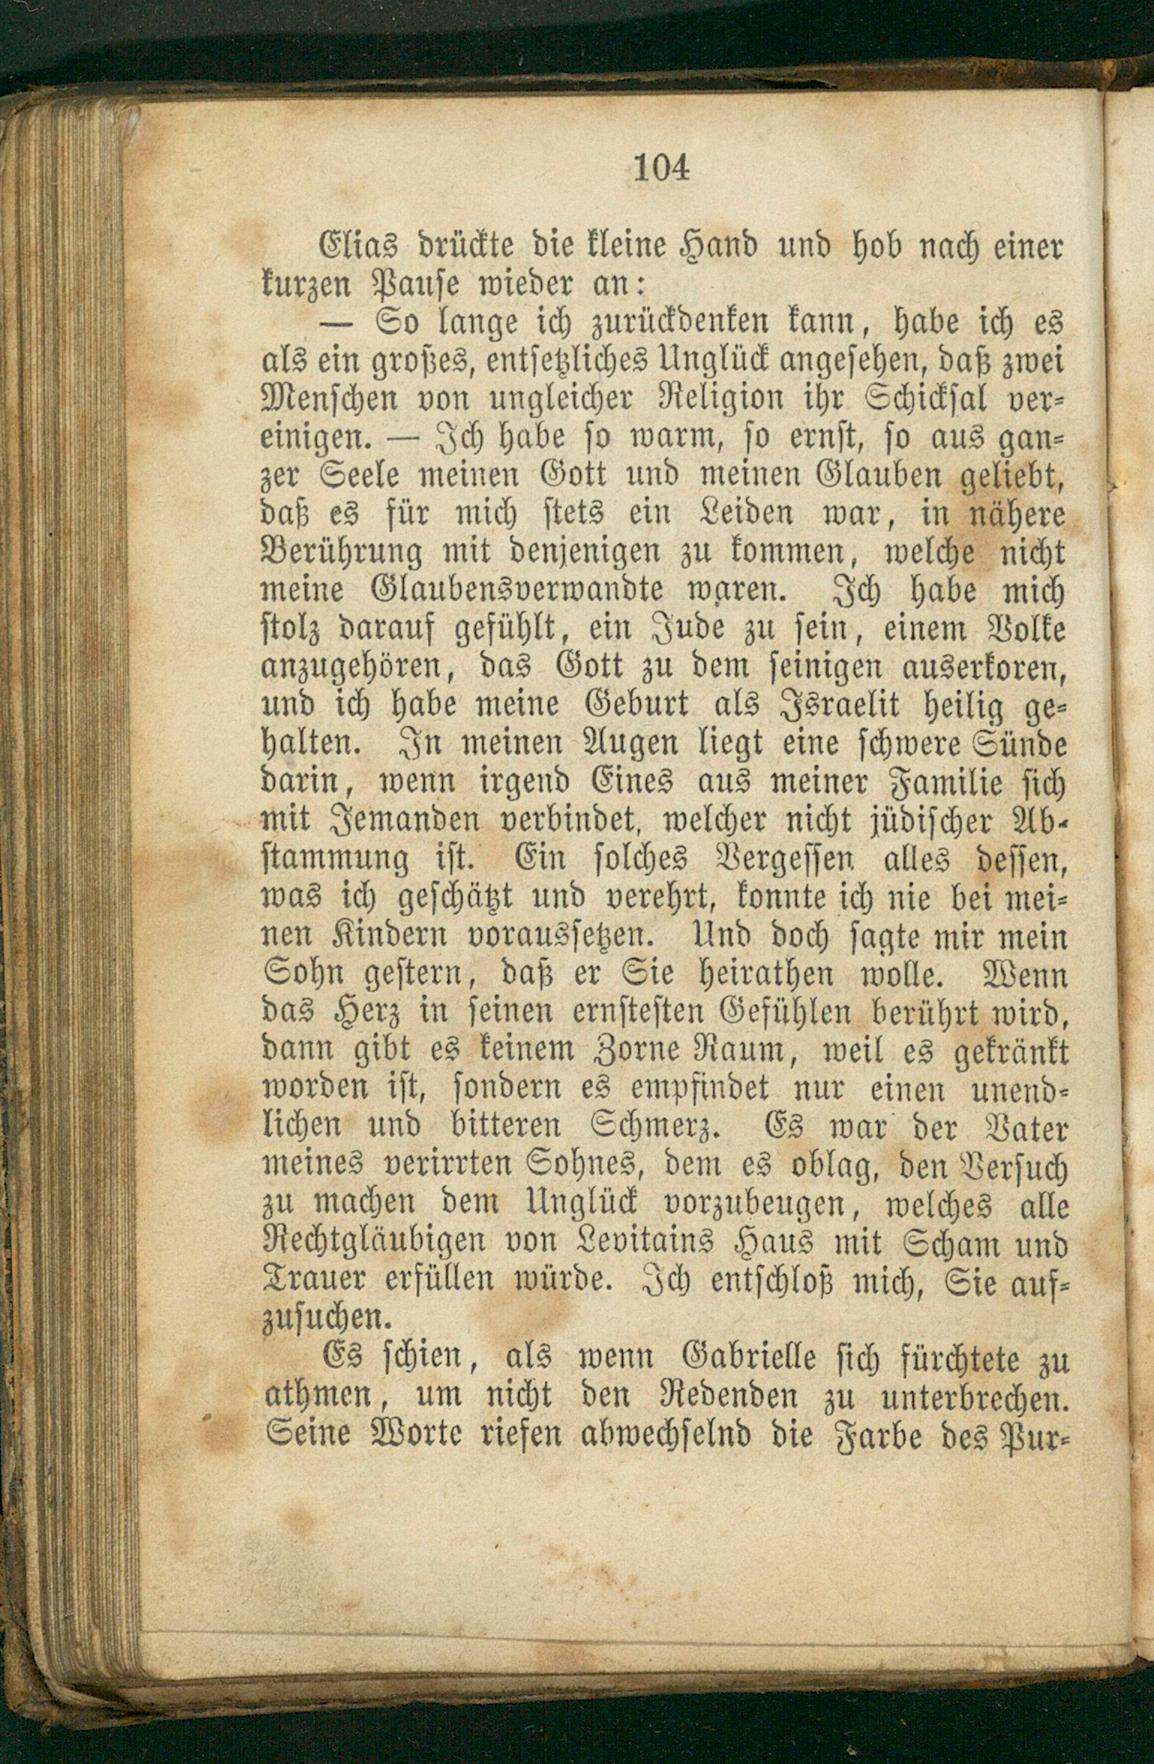 104
Elias drückte die kleine Hand und hob nach einer
kurzen Pause wieder an:
— So lange ich zurückdenken kann, habe ich es
als ein großes, entsetzliches Unglück angesehen, daß zwei
Menschen von ungleicher Religion ihr Schicksal ver-
einigen. — Ich habe so warm, so ernst, so aus gan-
zer Seele meinen Gott und meinen Glauben geliebt,
daß es für mich stets ein Leiden war, in nähere
Berührung mit denjenigen zu kommen, welche nicht
meine Glaubensverwandte waren. Ich habe mich
stolz darauf gefühlt, ein Jude zu sein, einem Volke
anzugehören, das Gott zu dem seinigen auserkoren,
und ich habe meine Geburt als Israelit heilig ge-
halten. In meinen Augen liegt eine schwere Sünde
darin, wenn irgend Eines aus meiner Familie sich
mit Jemanden verbindet, welcher nicht jüdischer Ab-
stammung ist. Ein solches Vergessen alles dessen,
was ich geschätzt und verehrt, konnte ich nie bei mei-
nen Kindern voraussetzen. Und doch sagte mir mein
Sohn gestern, daß er Sie heirathen wolle. Wenn
das Herz in seinen ernstesten Gefühlen berührt wird,
dann gibt es keinem Zorne Raum, weil es gekränkt
worden ist, sondern es empfindet nur einen unend-
lichen und bitteren Schmerz. Es war der Vater
meines verirrten Sohnes, dem es oblag, den Versuch
zu machen dem Unglück vorzubeugen, welches alle
Rechtgläubigen von Levitains Haus mit Scham und
Trauer erfüllen würde. Ich entschloß mich, Sie auf-
zusuchen.
Es schien, als wenn Gabrielle sich fürchtete zu
athmen, um nicht den Redenden zu unterbrechen.
Seine Worte riefen abwechselnd die Farbe des Pur-